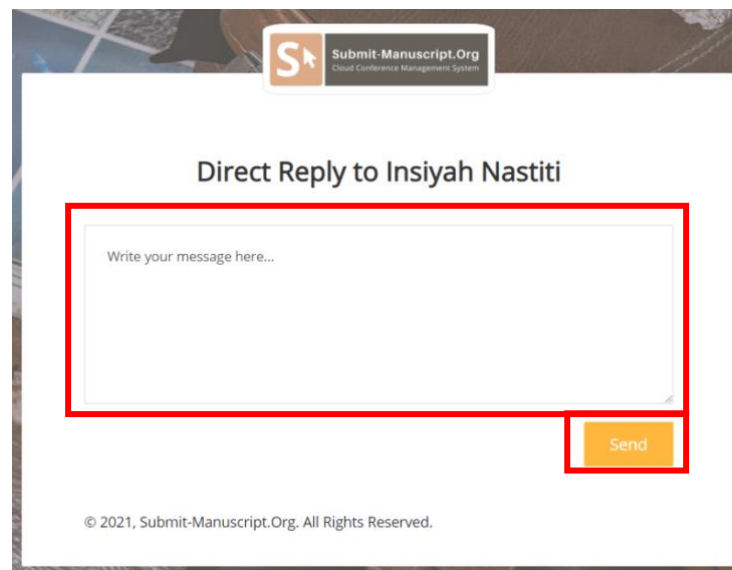 S
Submit-Manuscript.Org
Cloud Conference Management System
Direct Reply to Insiyah Nastiti
Write your message here...
Send
© 2021, Submit-Manuscript.Org. All Rights Reserved.